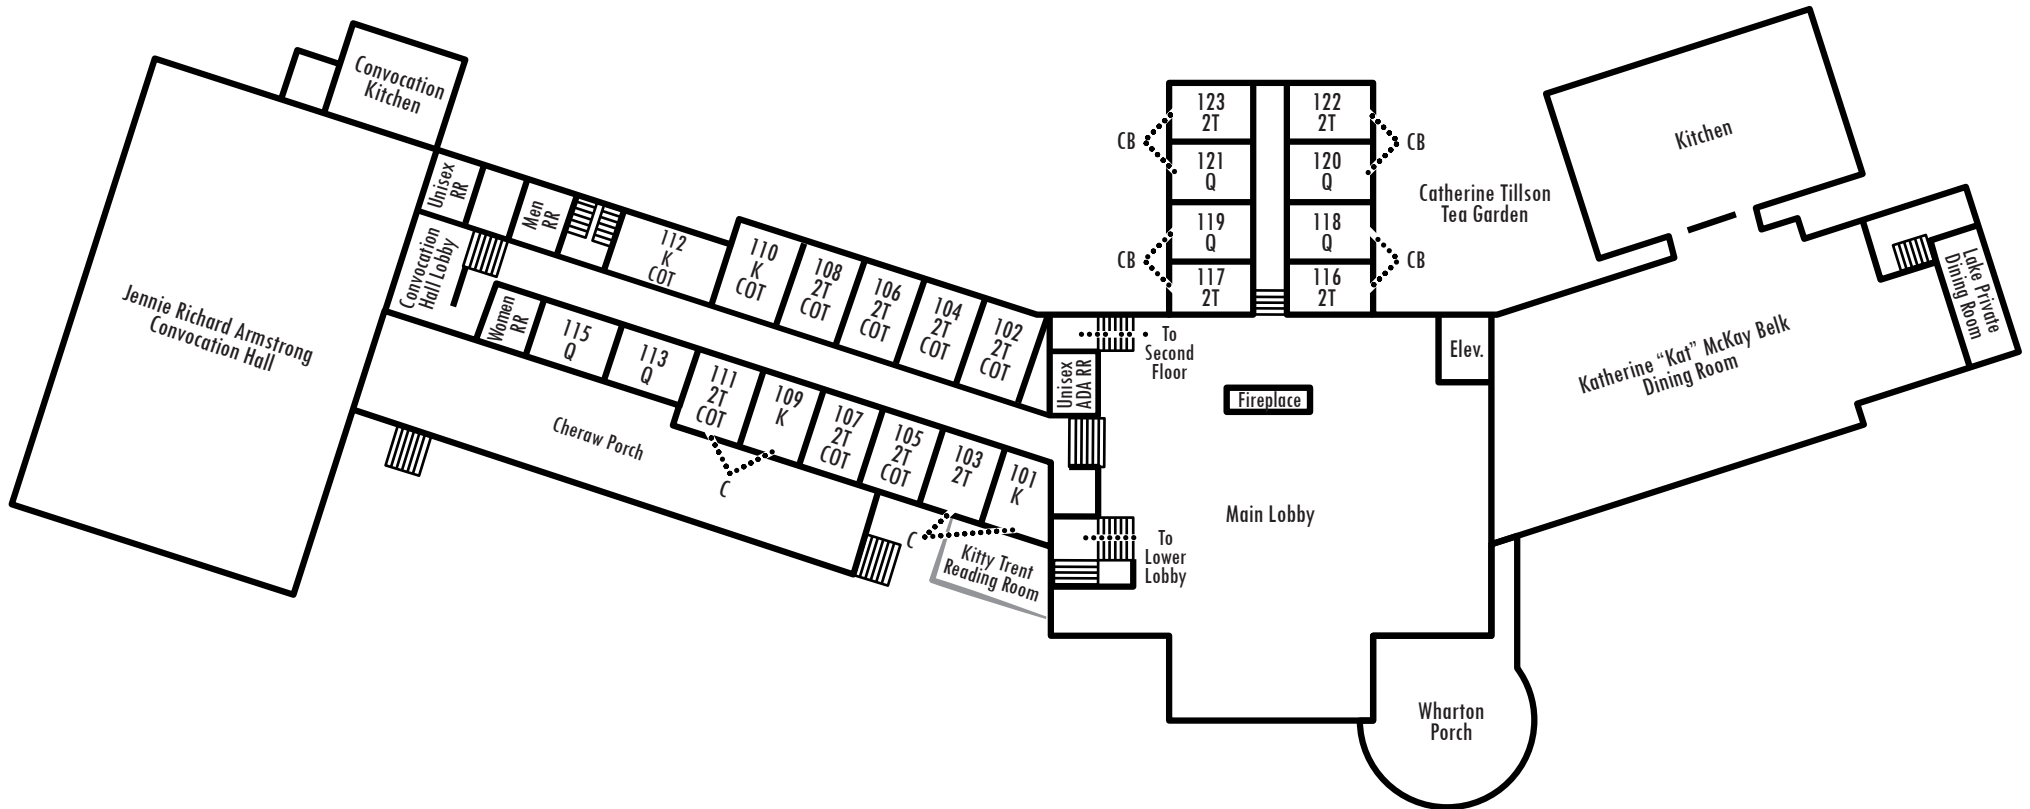 Convocation
Kitchen
Jennie Richard Armstrong
Convocation Hall
Unisex
RR
Men
RR
Convocation
Hall Lobby
Women
RR
112
K
COT
110
K
COT
108
2T
COT
106
2T
COT
104
2T
COT
102
2T
COT
115
Q
113
Q
111
2T
COT
109
K
107
2T
COT
105
2T
COT
103
2T
101
K
C
C
Cheraw Porch
Kitty Trent
Reading Room
123
2T
122
2T
CB
CB
121
Q
120
Q
119
Q
118
Q
CB
CB
117
2T
116
2T
Catherine Tillson
Tea Garden
Kitchen
To
Second
Floor
Unisex
ADA RR
Fireplace
Elev.
Main Lobby
To
Lower
Lobby
Katherine “Kat” McKay Belk
Dining Room
Lake Private
Dining Room
Wharton
Porch